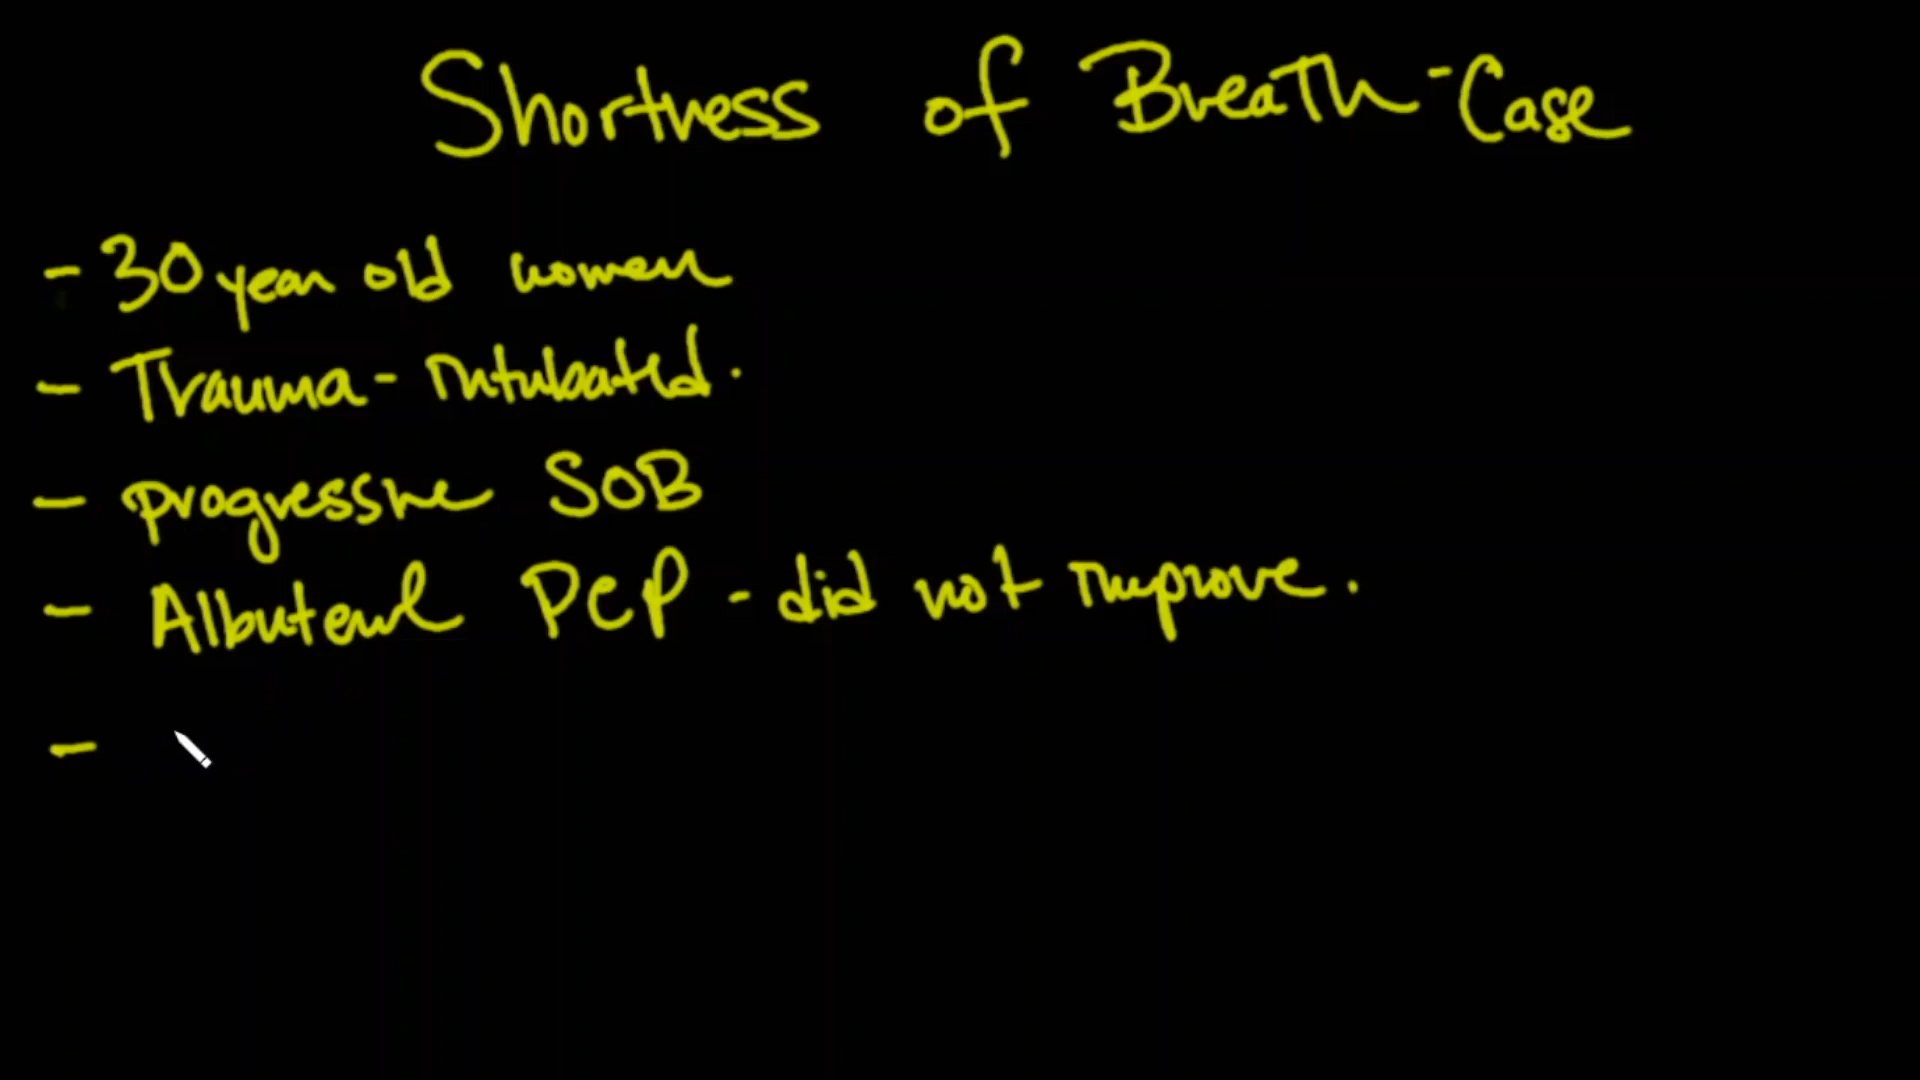 Shortness of Breath - Case
- 30 year old women
- Trauma - intubated.
- progressive SOB
- Albuterol PCP - did not improve.
-